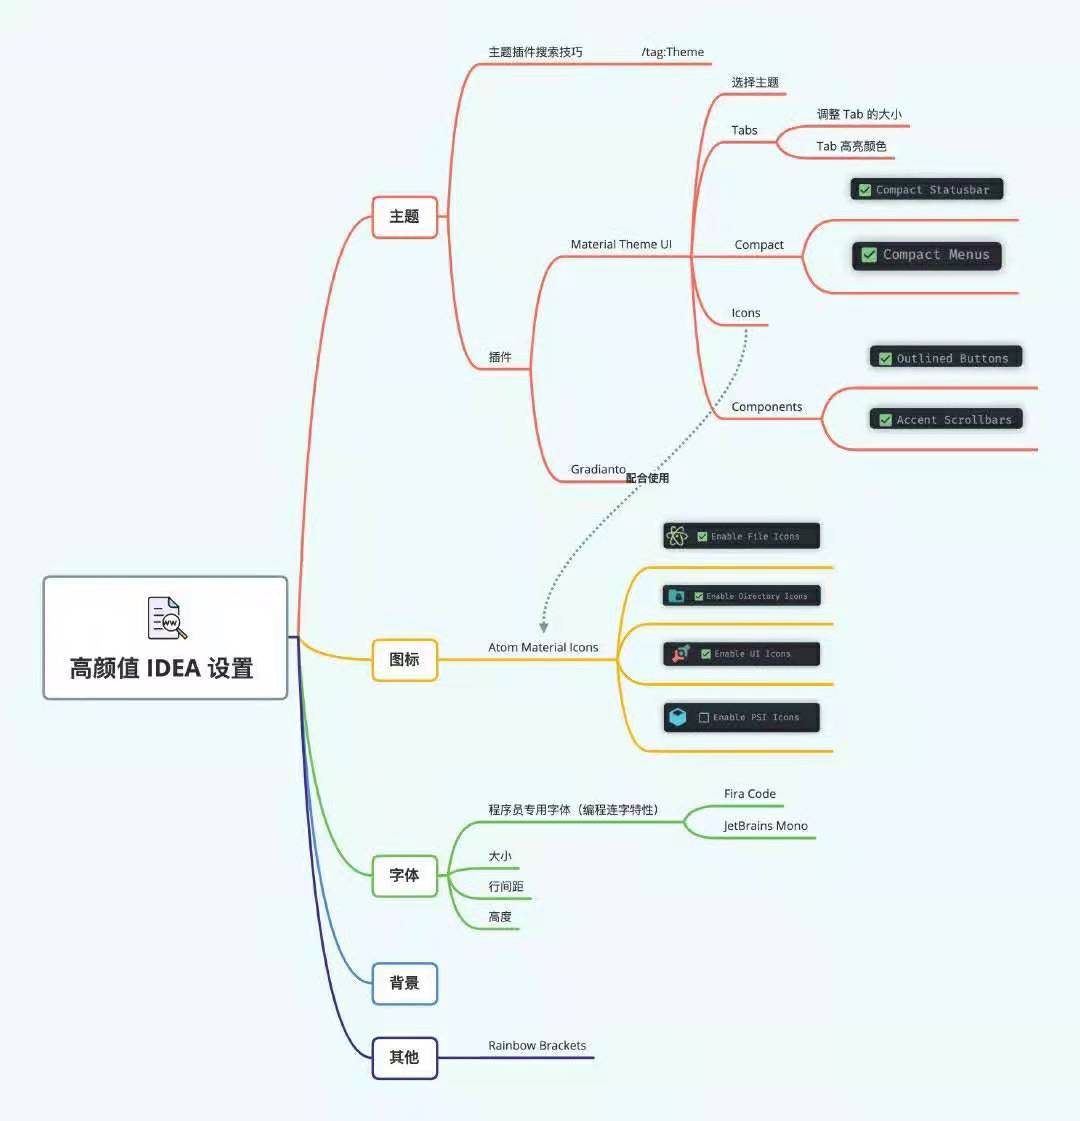 主题插件搜索技巧 /tag:Theme
选择主题
调整 Tab 的大小
Tabs
Tab 高亮颜色
Compact Statusbar
主题
Material Theme UI
Compact
Compact Menus
Icons
插件
Outlined Buttons
Components
Accent Scrollbars
Gradianto
配合使用
Enable File Icons
Enable Directory Icons
WW
高颜值 IDEA 设置
图标
Atom Material Icons
Enable UI Icons
Enable PSI Icons
Fira Code
程序员专用字体（编程连字特性）
JetBrains Mono
大小
字体
行间距
高度
背景
其他
Rainbow Brackets